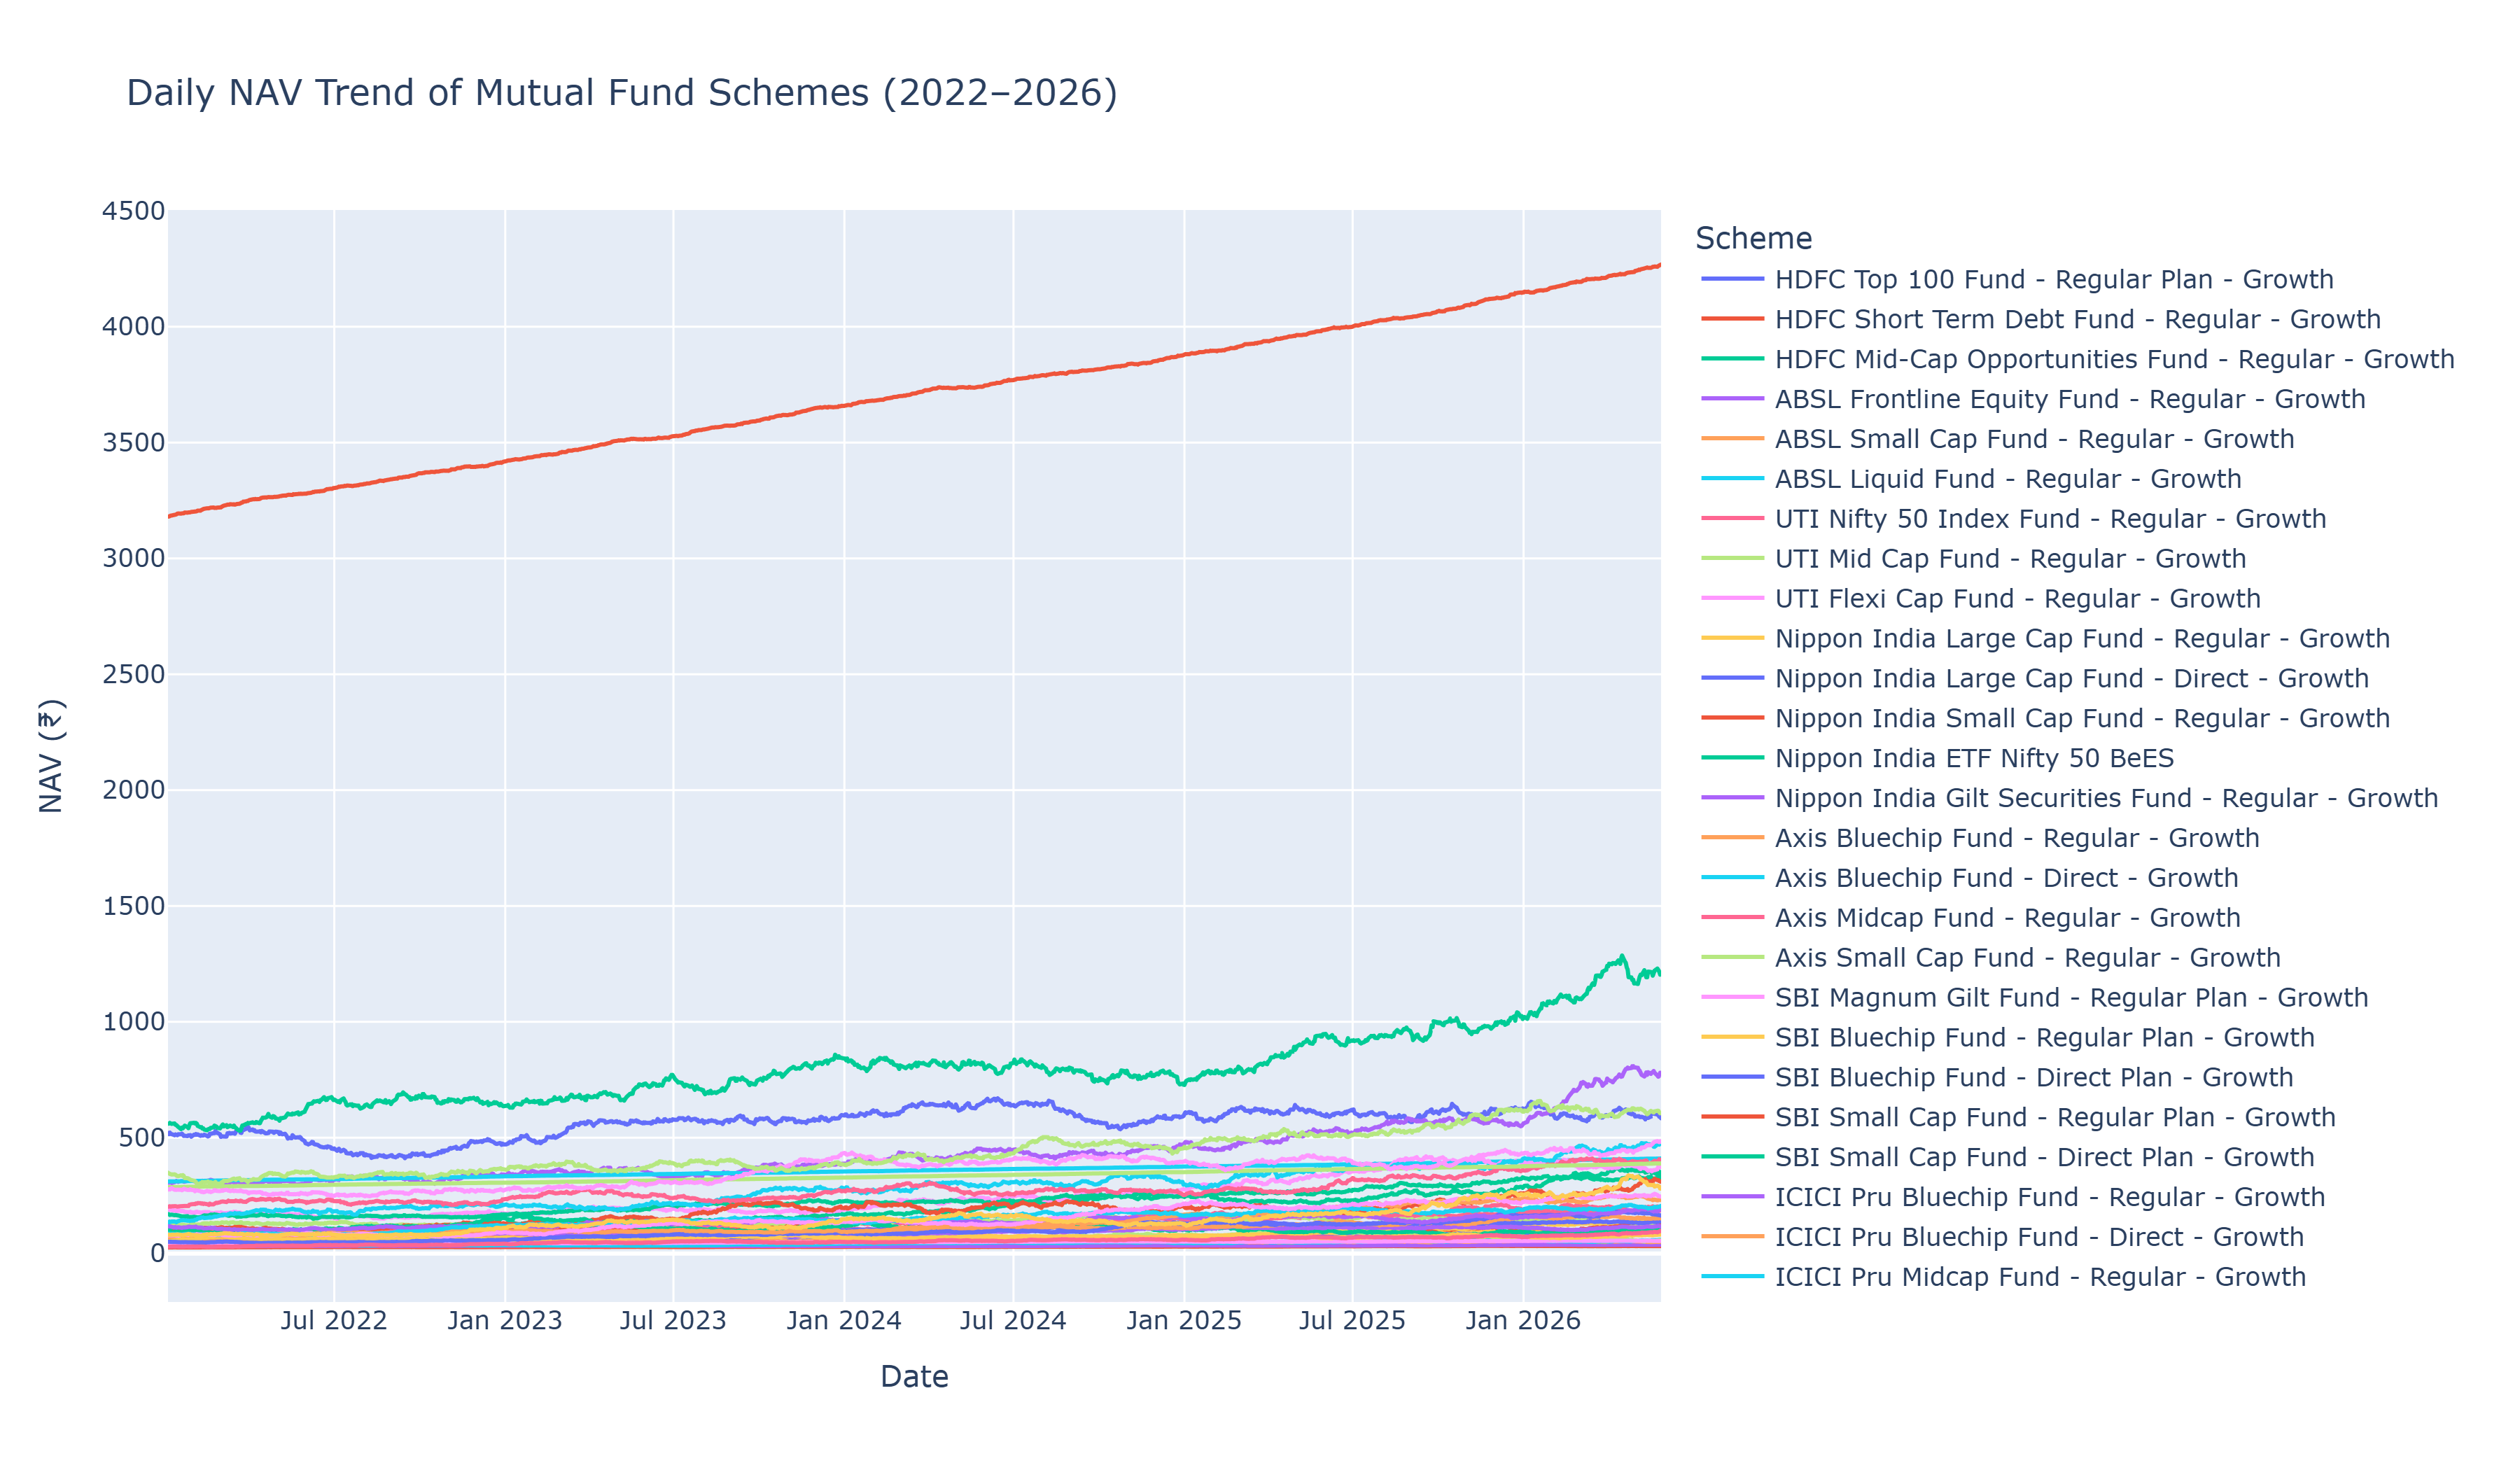 Daily NAV Trend of Mutual Fund Schemes (2022–2026)
4500
4000
3500
3000
2500
2000
1500
1000
500
0
NAV (₹)
Jul 2022
Jan 2023
Jul 2023
Jan 2024
Jul 2024
Jan 2025
Jul 2025
Jan 2026
Date
Scheme
HDFC Top 100 Fund - Regular Plan - Growth
HDFC Short Term Debt Fund - Regular - Growth
HDFC Mid-Cap Opportunities Fund - Regular - Growth
ABSL Frontline Equity Fund - Regular - Growth
ABSL Small Cap Fund - Regular - Growth
ABSL Liquid Fund - Regular - Growth
UTI Nifty 50 Index Fund - Regular - Growth
UTI Mid Cap Fund - Regular - Growth
UTI Flexi Cap Fund - Regular - Growth
Nippon India Large Cap Fund - Regular - Growth
Nippon India Large Cap Fund - Direct - Growth
Nippon India Small Cap Fund - Regular - Growth
Nippon India ETF Nifty 50 BeES
Nippon India Gilt Securities Fund - Regular - Growth
Axis Bluechip Fund - Regular - Growth
Axis Bluechip Fund - Direct - Growth
Axis Midcap Fund - Regular - Growth
Axis Small Cap Fund - Regular - Growth
SBI Magnum Gilt Fund - Regular Plan - Growth
SBI Bluechip Fund - Regular Plan - Growth
SBI Bluechip Fund - Direct Plan - Growth
SBI Small Cap Fund - Regular Plan - Growth
SBI Small Cap Fund - Direct Plan - Growth
ICICI Pru Bluechip Fund - Regular - Growth
ICICI Pru Bluechip Fund - Direct - Growth
ICICI Pru Midcap Fund - Regular - Growth